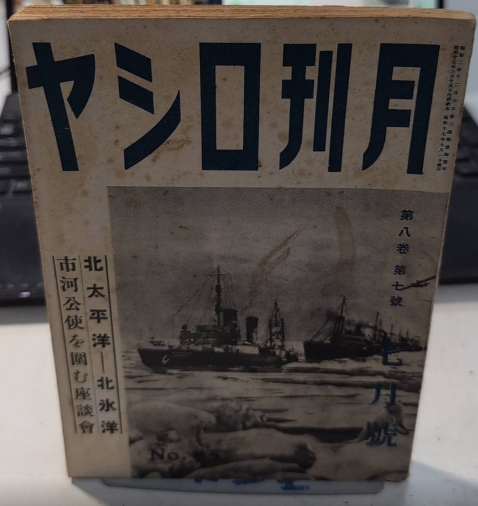 月刊ロシヤ
第八卷 第七號
七月號
北太平洋―北氷洋
市河公使を圍む座談會